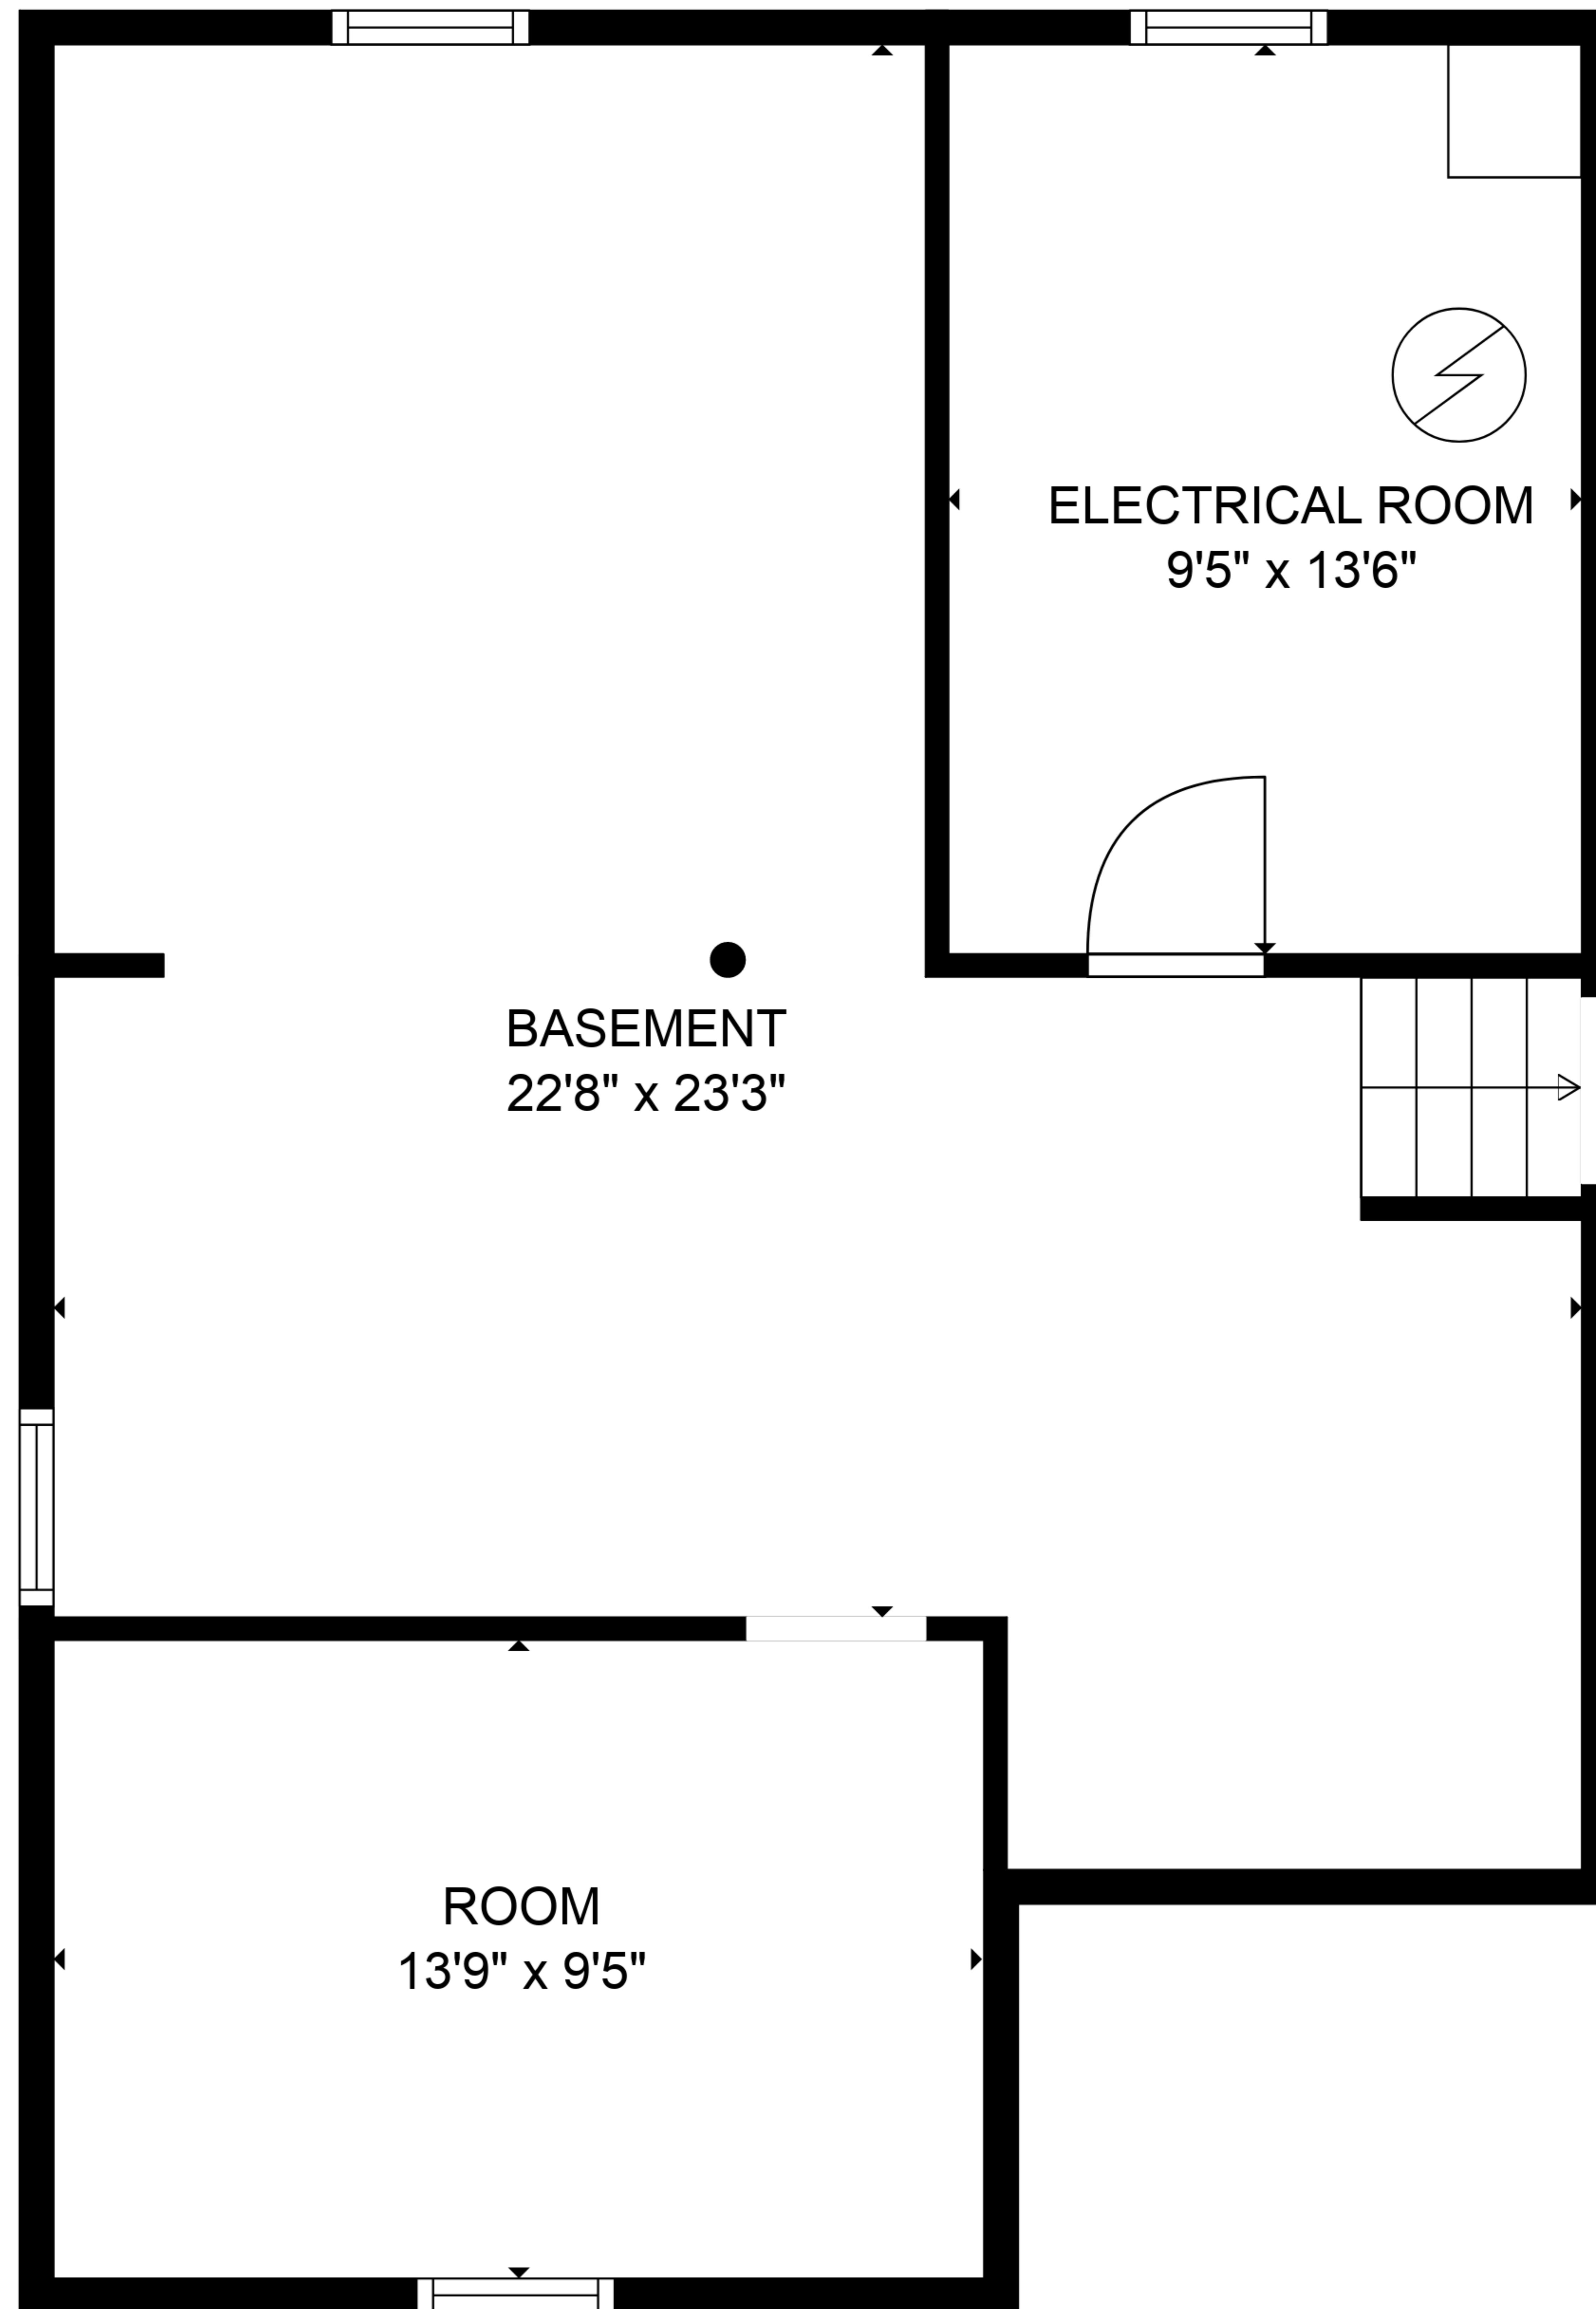 ELECTRICAL ROOM
9'5" x 13'6"
BASEMENT
22'8" x 23'3"
ROOM
13'9" x 9'5"